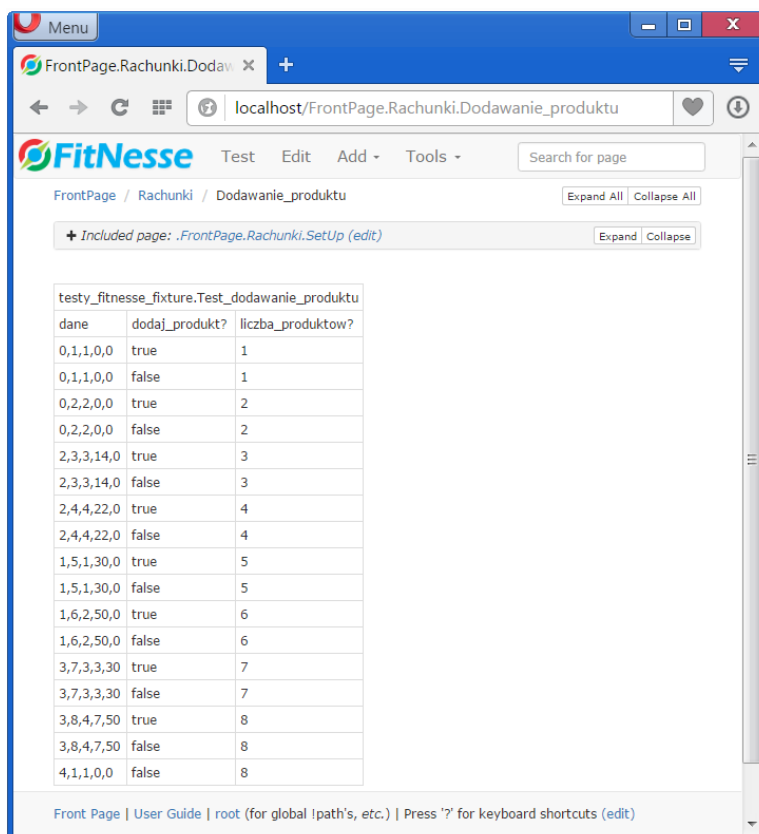 Menu
FrontPage.Rachunki.Dodaw
localhost/FrontPage.Rachunki.Dodawanie_produktu
FitNesse Test Edit Add Tools Search for page
FrontPage / Rachunki / Dodawanie_produktu Expand All Collapse All
+ Included page: .FrontPage.Rachunki.SetUp (edit) Expand Collapse
testy_fitnesse_fixture.Test_dodawanie_produktu
dane dodaj_produkt? liczba_produktow?
0,1,1,0,0 true 1
0,1,1,0,0 false 1
0,2,2,0,0 true 2
0,2,2,0,0 false 2
2,3,3,14,0 true 3
2,3,3,14,0 false 3
2,4,4,22,0 true 4
2,4,4,22,0 false 4
1,5,1,30,0 true 5
1,5,1,30,0 false 5
1,6,2,50,0 true 6
1,6,2,50,0 false 6
3,7,3,3,30 true 7
3,7,3,3,30 false 7
3,8,4,7,50 true 8
3,8,4,7,50 false 8
4,1,1,0,0 false 8
Front Page | User Guide | root (for global !path's, etc.) | Press '?' for keyboard shortcuts (edit)